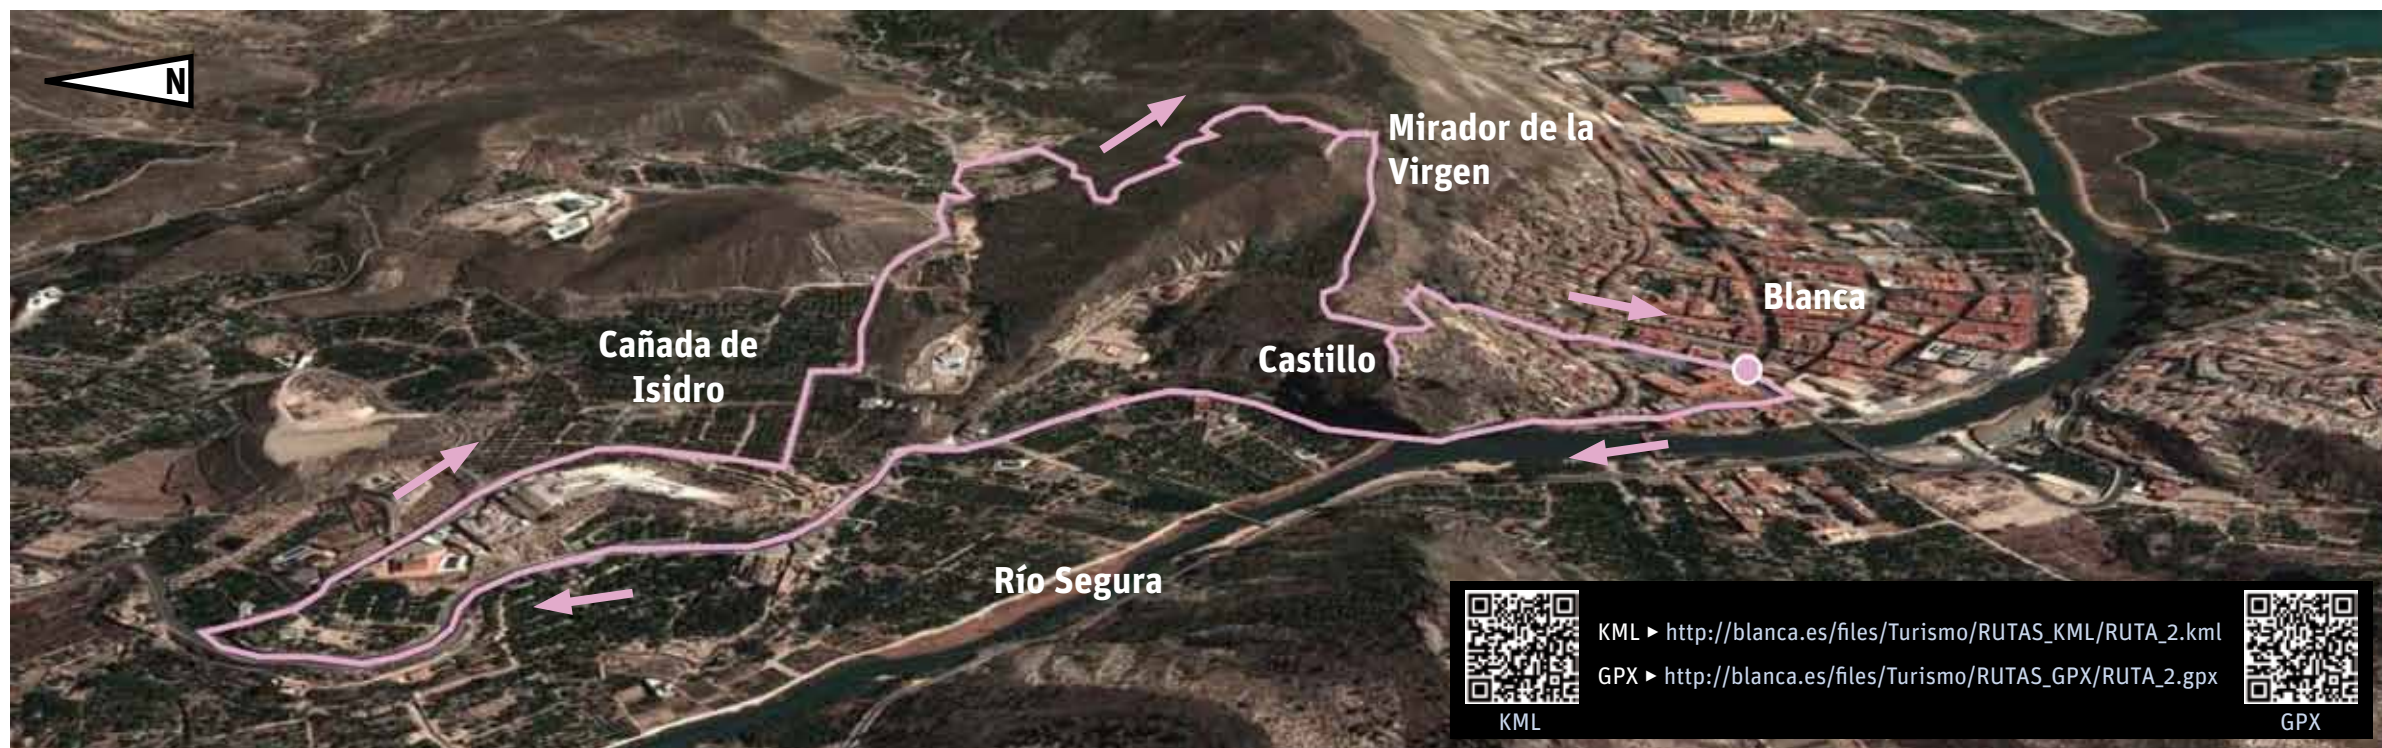 N
Mirador de la
Virgen
Blanca
Cañada de
Isidro
Castillo
Río Segura
KML ▸ http://blanca.es/files/Turismo/RUTAS_KML/RUTA_2.kml
GPX ▸ http://blanca.es/files/Turismo/RUTAS_GPX/RUTA_2.gpx
KML
GPX